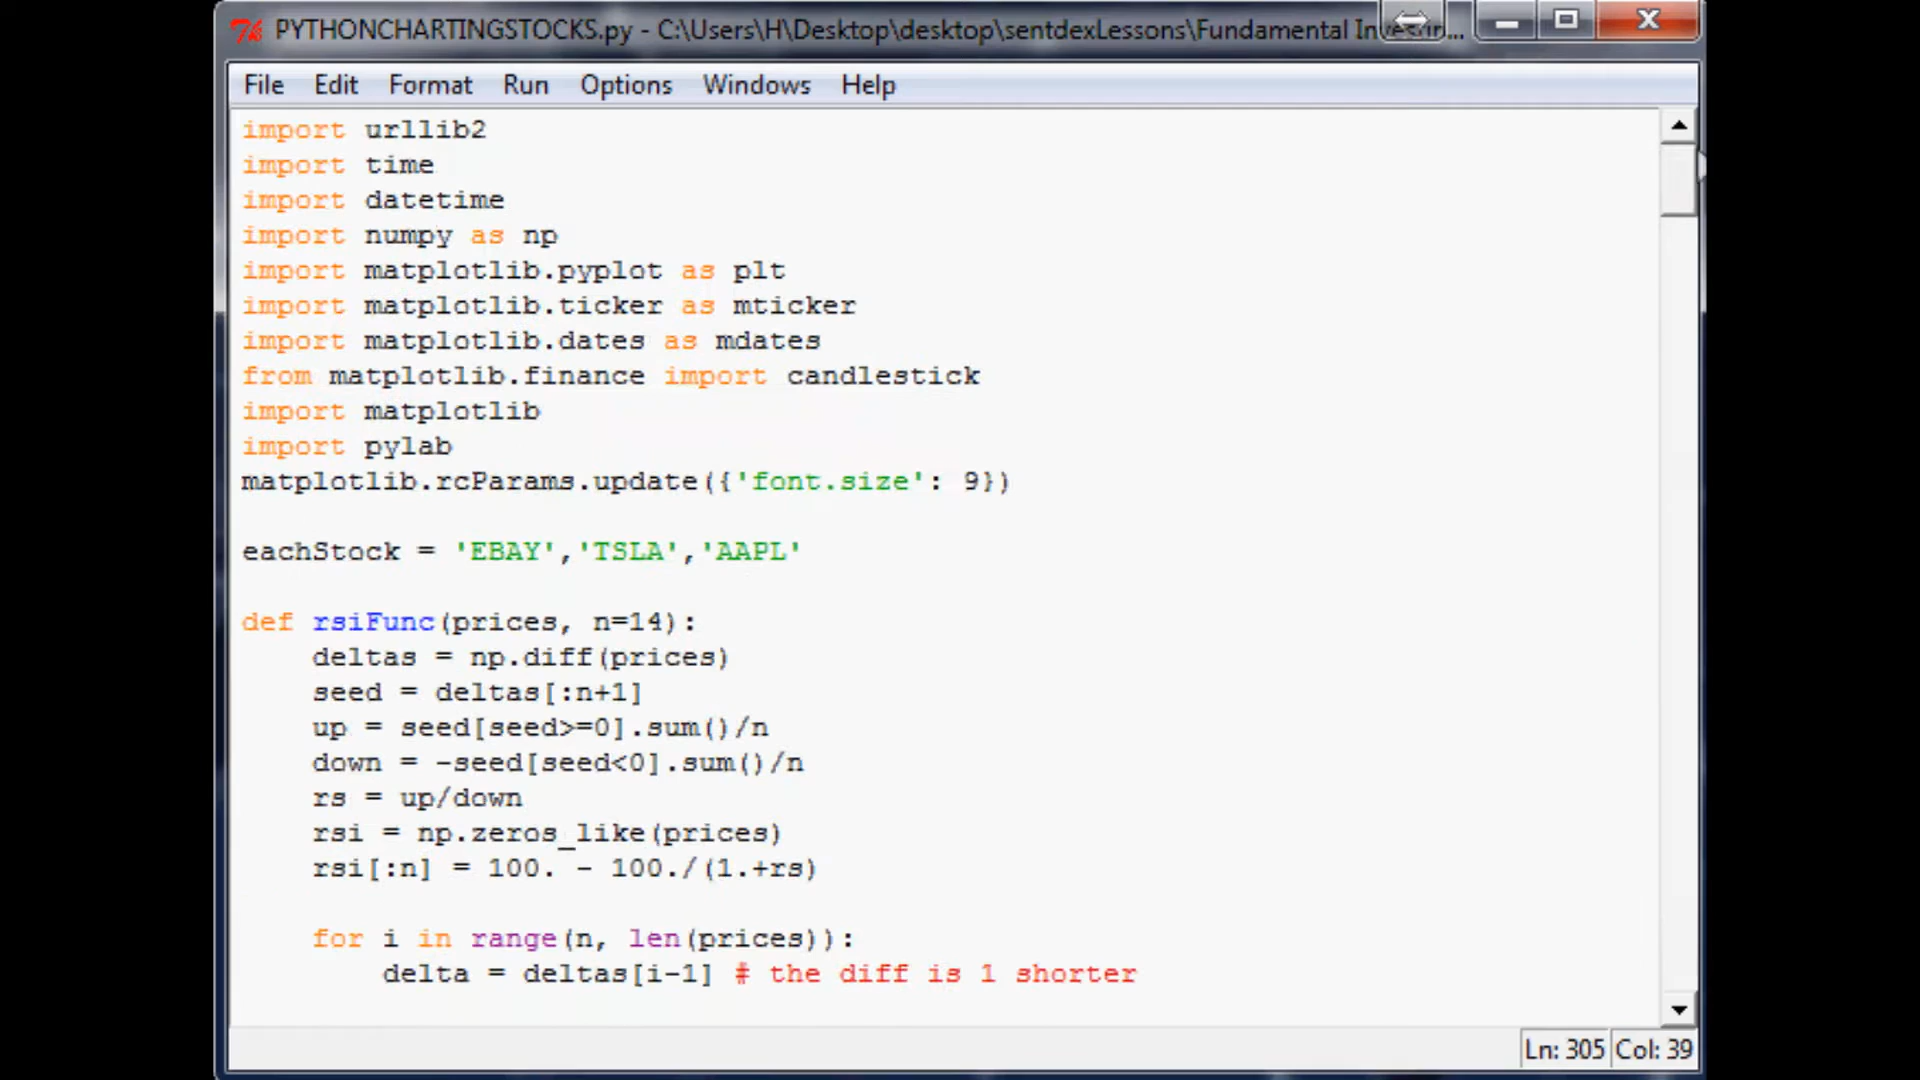 PYTHONCHARTINGSTOCKS.py - C:\Users\H\Desktop\desktop\sentdexLessons\Fundamental Investin...
File Edit Format Run Options Windows Help
import urllib2
import time
import datetime
import numpy as np
import matplotlib.pyplot as plt
import matplotlib.ticker as mticker
import matplotlib.dates as mdates
from matplotlib.finance import candlestick
import matplotlib
import pylab
matplotlib.rcParams.update({'font.size': 9})
eachStock = 'EBAY','TSLA','AAPL'
def rsiFunc(prices, n=14):
    deltas = np.diff(prices)
    seed = deltas[:n+1]
    up = seed[seed>=0].sum()/n
    down = -seed[seed<0].sum()/n
    rs = up/down
    rsi = np.zeros_like(prices)
    rsi[:n] = 100. - 100./(1.+rs)
    for i in range(n, len(prices)):
        delta = deltas[i-1] # the diff is 1 shorter
Ln: 305 Col: 39